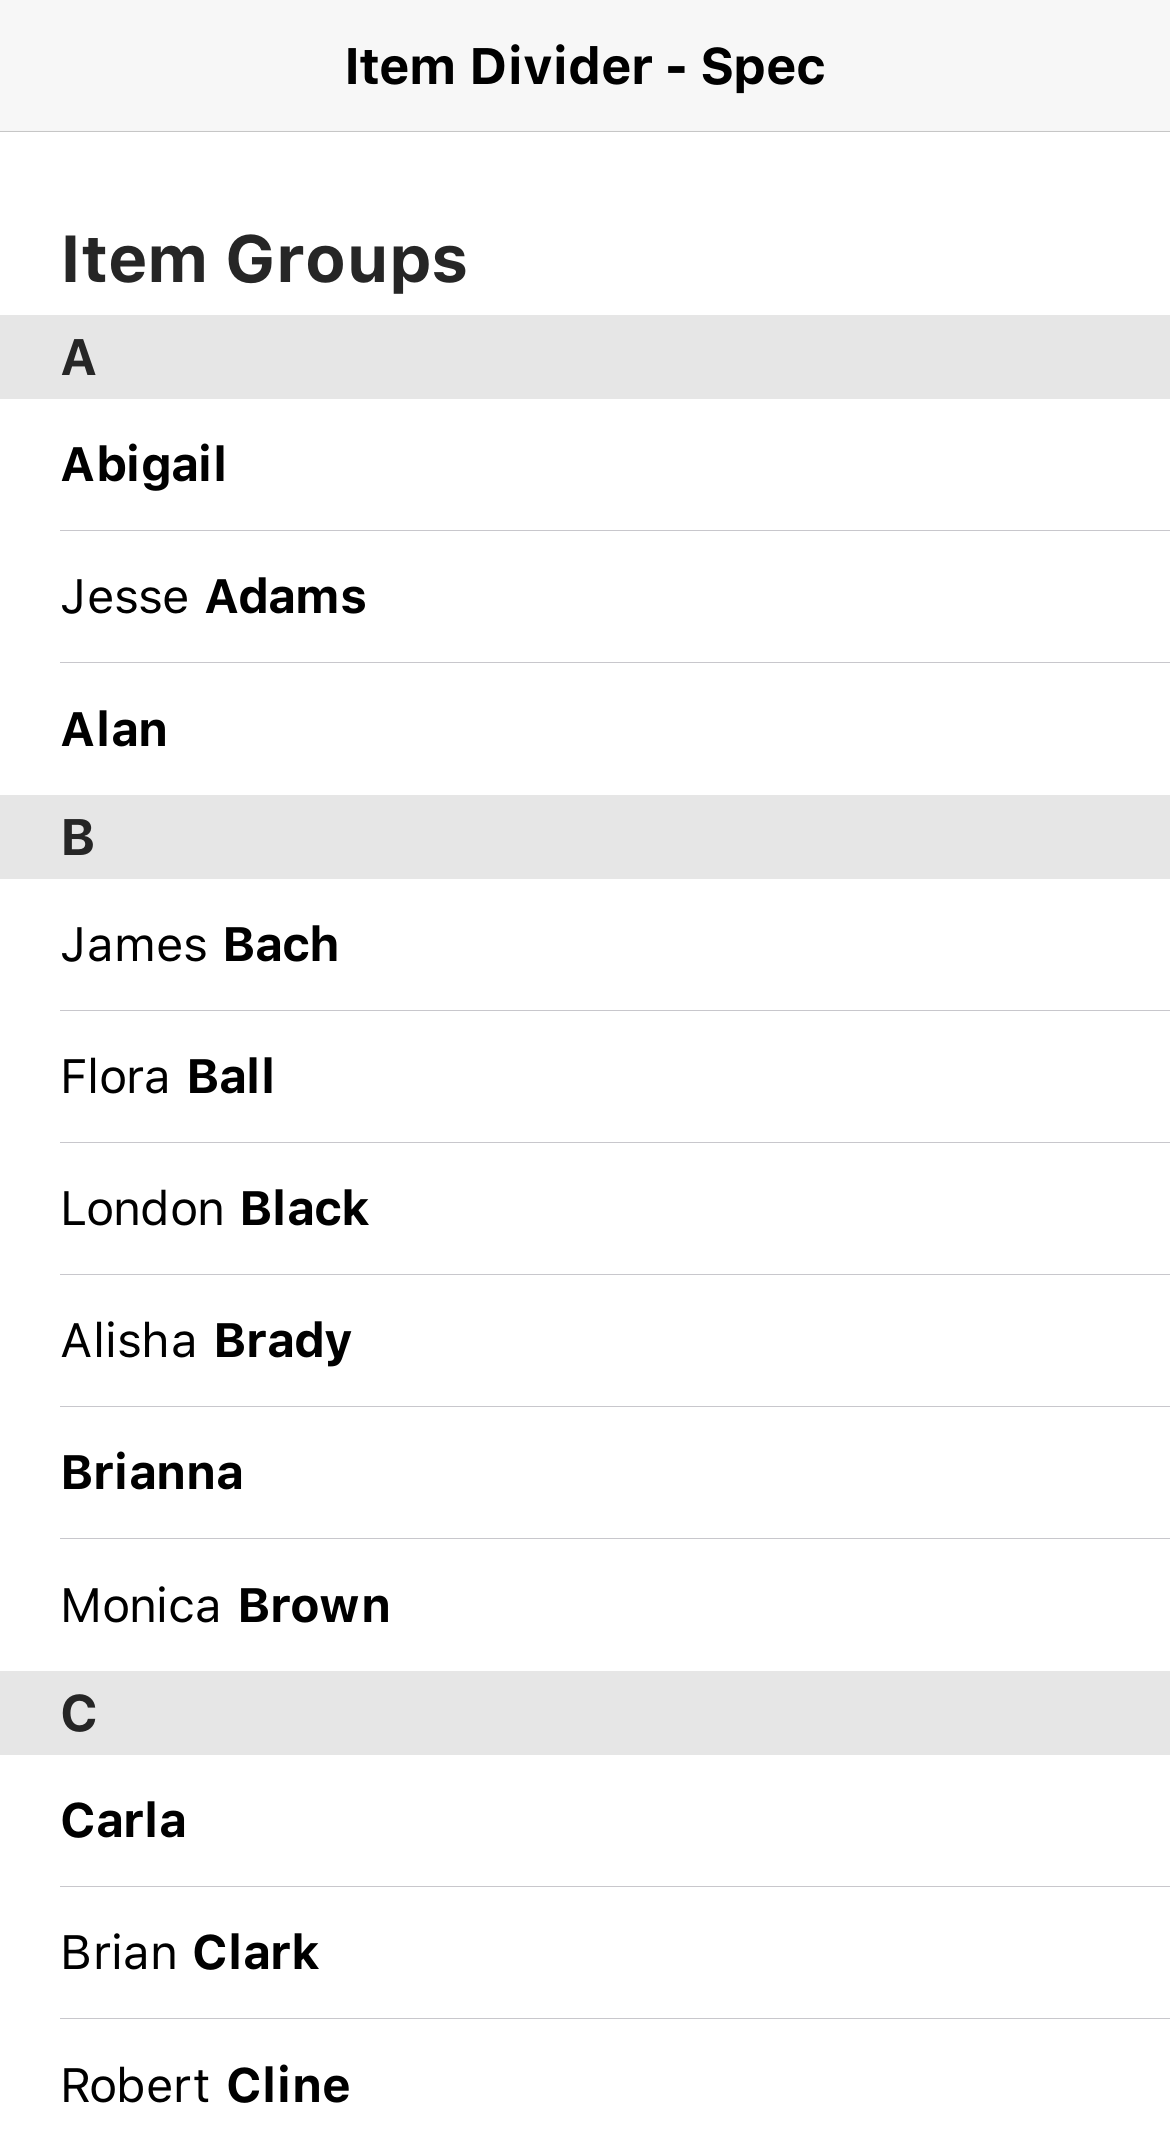 Item Divider - Spec
Item Groups
A
Abigail
Jesse Adams
Alan
B
James Bach
Flora Ball
London Black
Alisha Brady
Brianna
Monica Brown
C
Carla
Brian Clark
Robert Cline